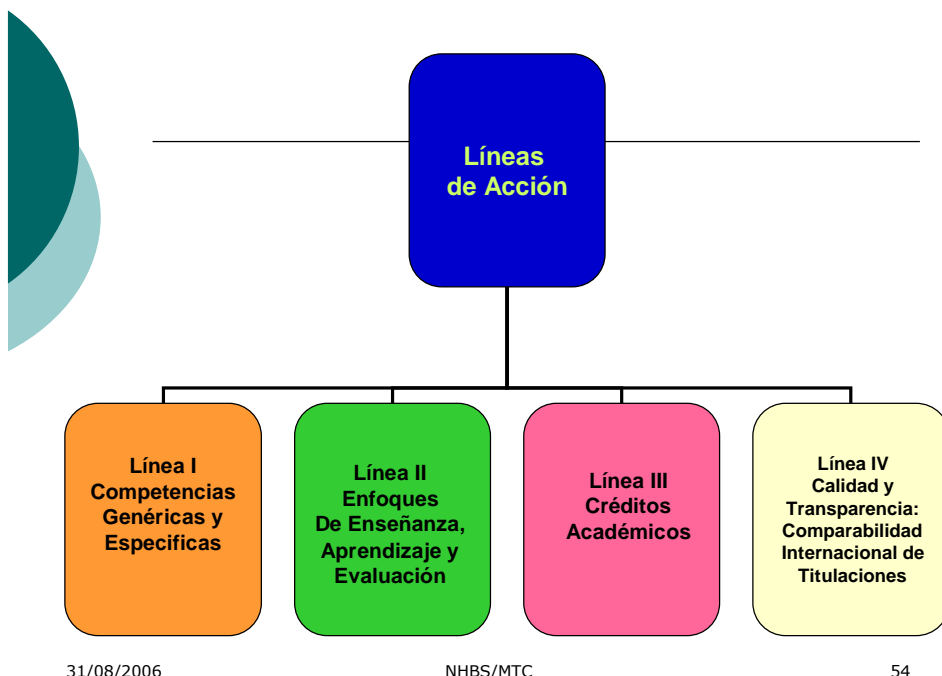 Líneas
de Acción
Línea I
Competencias
Genéricas y
Especificas
Línea II
Enfoques
De Enseñanza,
Aprendizaje y
Evaluación
Línea III
Créditos
Académicos
Línea IV
Calidad y
Transparencia:
Comparabilidad
Internacional de
Titulaciones
31/08/2006
NHBS/MTC
54